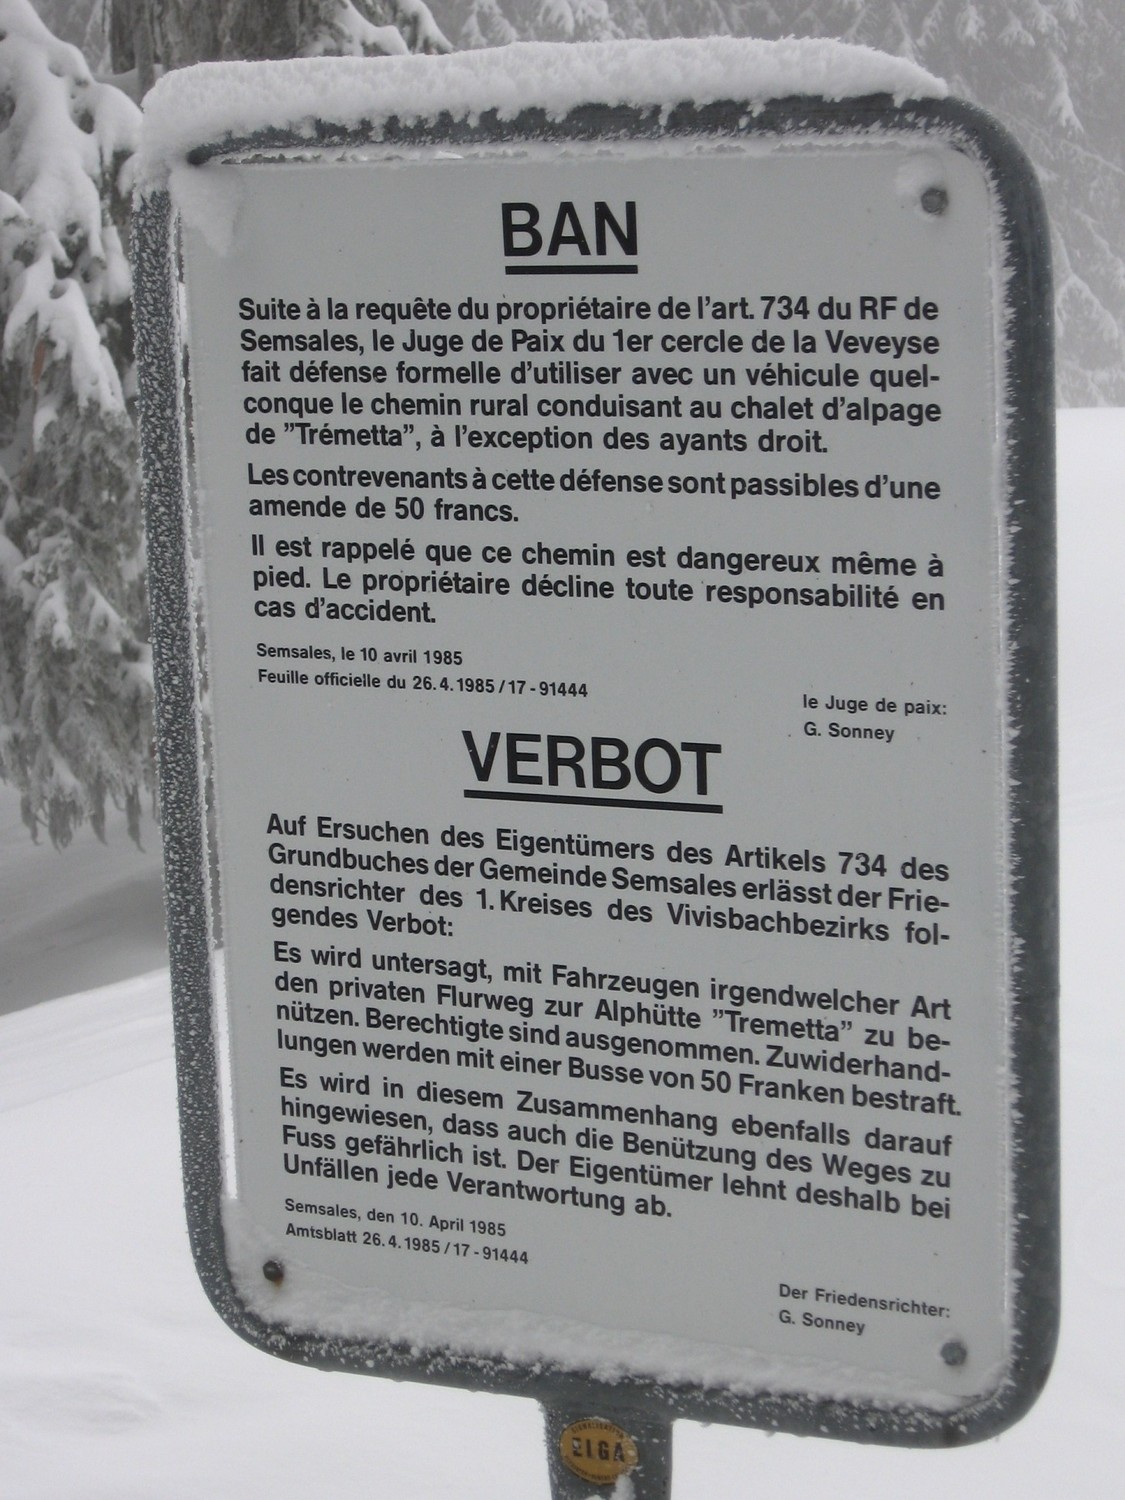 BAN
Suite à la requête du propriétaire de l'art. 734 du RF de
Semsales, le Juge de Paix du 1er cercle de la Veveyse
fait défense formelle d'utiliser avec un véhicule quel-
conque le chemin rural conduisant au chalet d'alpage
de ”Trémetta”, à l'exception des ayants droit.
Les contrevenants à cette défense sont passibles d'une
amende de 50 francs.
Il est rappelé que ce chemin est dangereux même à
pied. Le propriétaire décline toute responsabilité en
cas d'accident.
Semsales, le 10 avril 1985
Feuille officielle du 26.4.1985/17-91444
le Juge de paix:
G. Sonney
VERBOT
Auf Ersuchen des Eigentümers des Artikels 734 des
Grundbuches der Gemeinde Semsales erlässt der Frie-
densrichter des 1. Kreises des Vivisbachbezirks fol-
gendes Verbot:
Es wird untersagt, mit Fahrzeugen irgendwelcher Art
den privaten Flurweg zur Alphütte ”Tremetta” zu be-
nützen. Berechtigte sind ausgenommen. Zuwiderhand-
lungen werden mit einer Busse von 50 Franken bestraft.
Es wird in diesem Zusammenhang ebenfalls darauf
hingewiesen, dass auch die Benützung des Weges zu
Fuss gefährlich ist. Der Eigentümer lehnt deshalb bei
Unfällen jede Verantwortung ab.
Semsales, den 10. April 1985
Amtsblatt 26.4.1985/17-91444
Der Friedensrichter:
G. Sonney